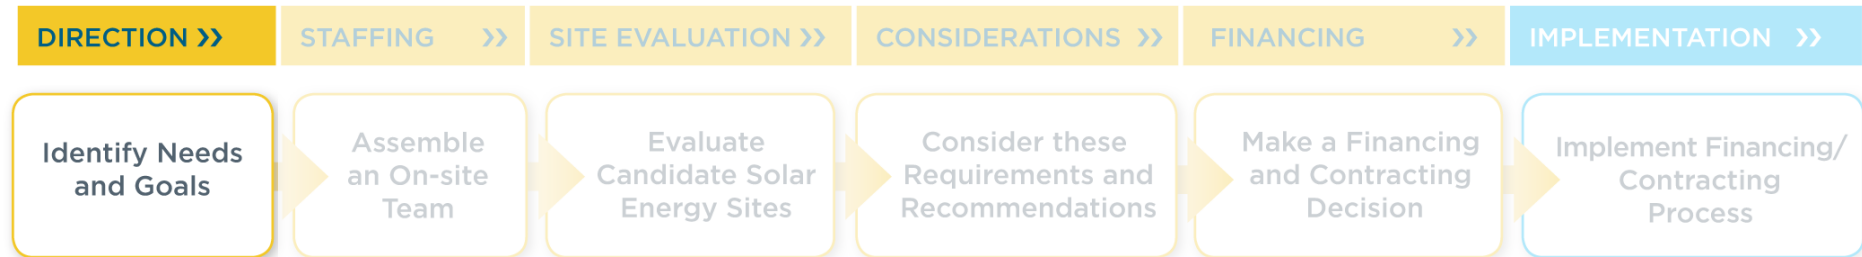 DIRECTION »
STAFFING »
SITE EVALUATION »
CONSIDERATIONS »
FINANCING »
IMPLEMENTATION »
Identify Needs
and Goals
Assemble
an On-site
Team
Evaluate
Candidate Solar
Energy Sites
Consider these
Requirements and
Recommendations
Make a Financing
and Contracting
Decision
Implement Financing/
Contracting
Process